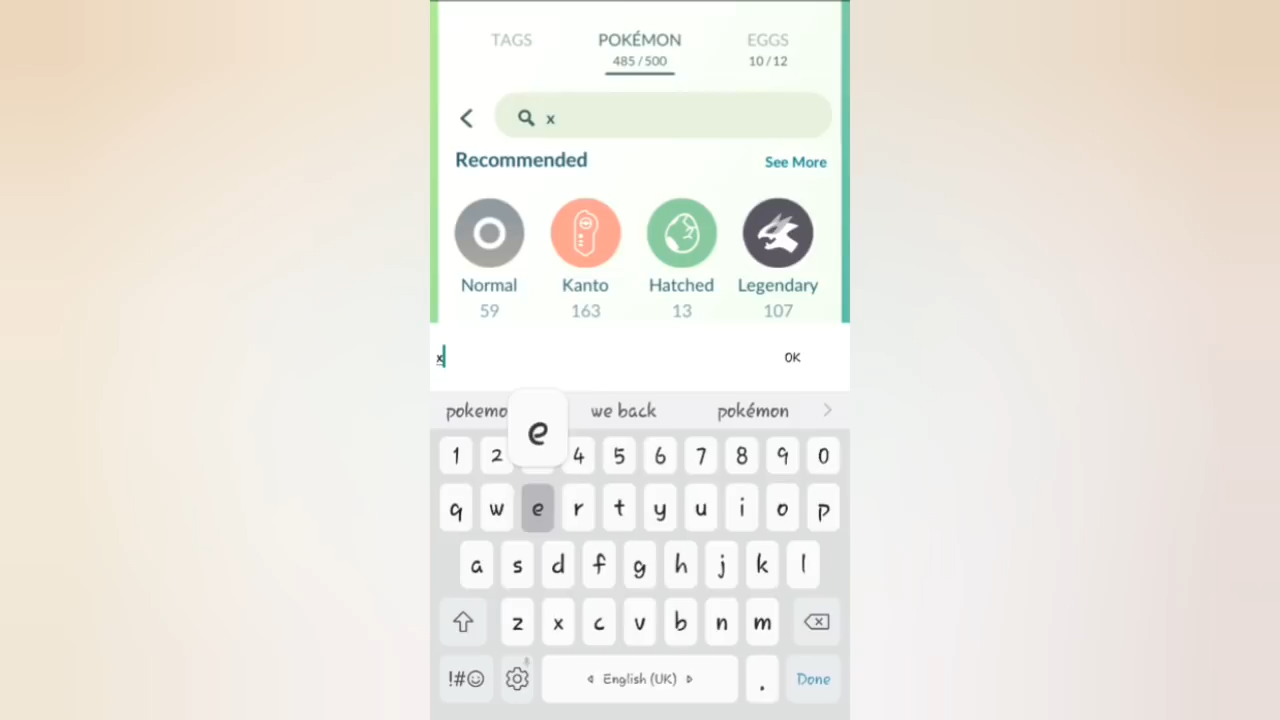 TAGS POKÉMON EGGS
485 / 500 10 / 12
x
Recommended See More
Normal Kanto Hatched Legendary
59 163 13 107
x OK
pokemo we back pokémon
e
1 2 4 5 6 7 8 9 0
q w e r t y u i o p
a s d f g h j k l
z x c v b n m
!#☺ English (UK) . Done